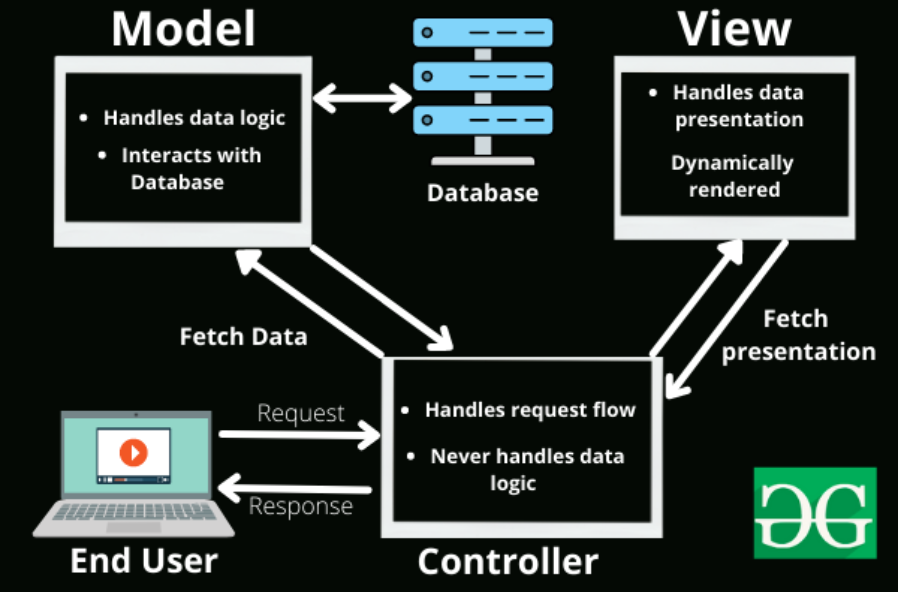 Model
View
• Handles data logic
• Interacts with
Database
Database
• Handles data
presentation
Dynamically
rendered
Fetch Data
Fetch
presentation
Request
Response
• Handles request flow
• Never handles data
logic
End User
Controller